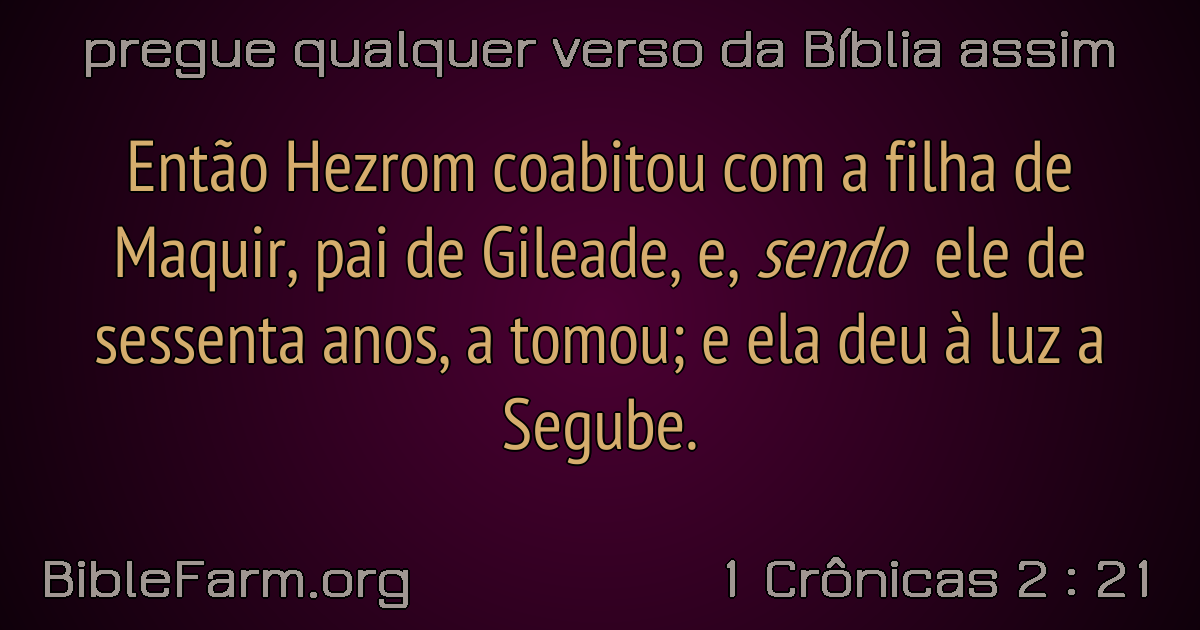 pregue qualquer verso da Bíblia assim
Então Hezrom coabitou com a filha de
Maquir, pai de Gileade, e, sendo ele de
sessenta anos, a tomou; e ela deu à luz a
Segube.
BibleFarm.org
1 Crônicas 2 : 21